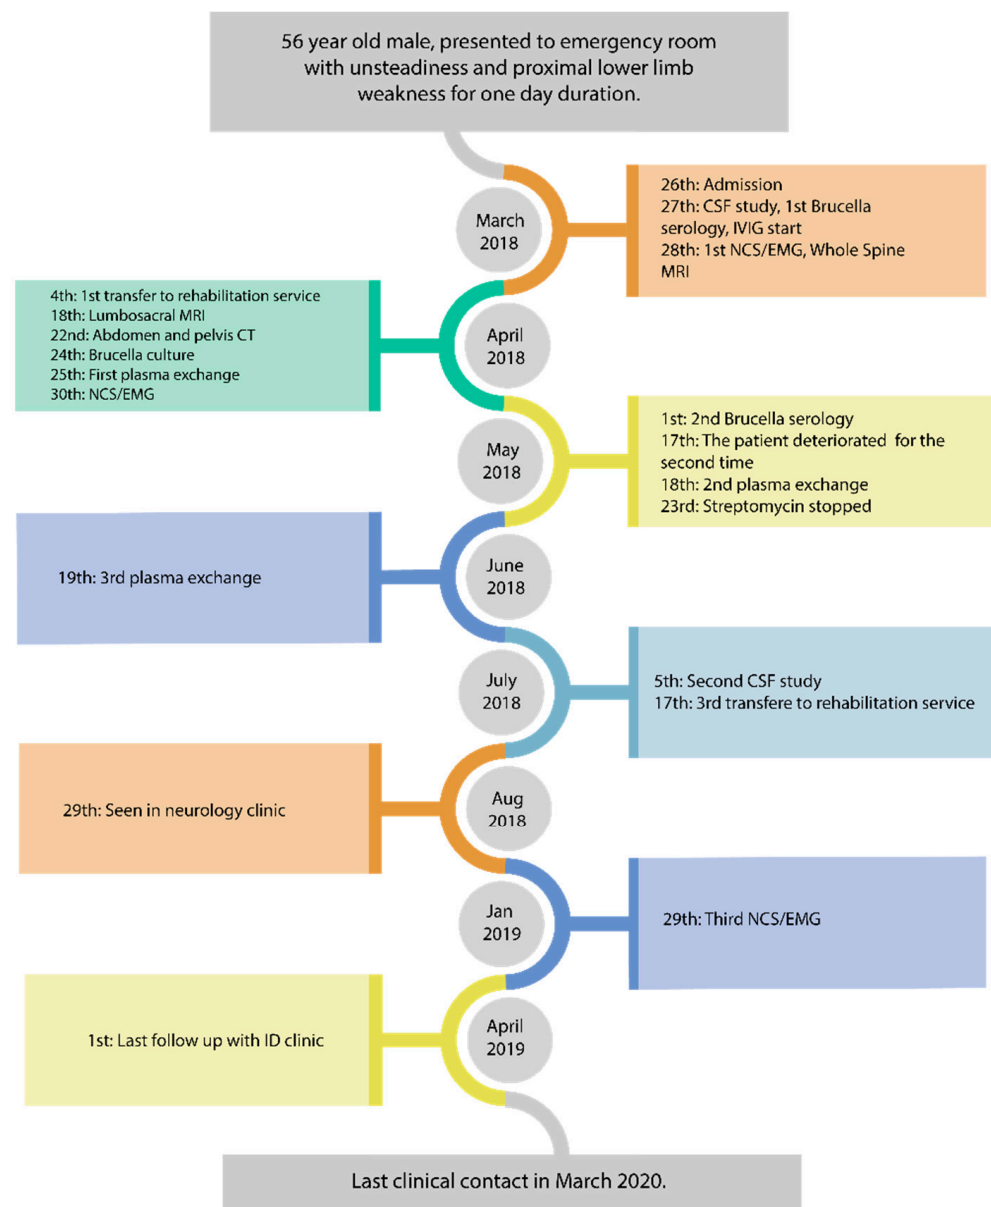 56 year old male, presented to emergency room
with unsteadiness and proximal lower limb
weakness for one day duration.
March
2018
26th: Admission
27th: CSF study, 1st Brucella
serology, IVIG start
28th: 1st NCS/EMG, Whole Spine
MRI
April
2018
4th: 1st transfer to rehabilitation service
18th: Lumbosacral MRI
22nd: Abdomen and pelvis CT
24th: Brucella culture
25th: First plasma exchange
30th: NCS/EMG
May
2018
1st: 2nd Brucella serology
17th: The patient deteriorated for the
second time
18th: 2nd plasma exchange
23rd: Streptomycin stopped
June
2018
19th: 3rd plasma exchange
July
2018
5th: Second CSF study
17th: 3rd transfere to rehabilitation service
Aug
2018
29th: Seen in neurology clinic
Jan
2019
29th: Third NCS/EMG
April
2019
1st: Last follow up with ID clinic
Last clinical contact in March 2020.